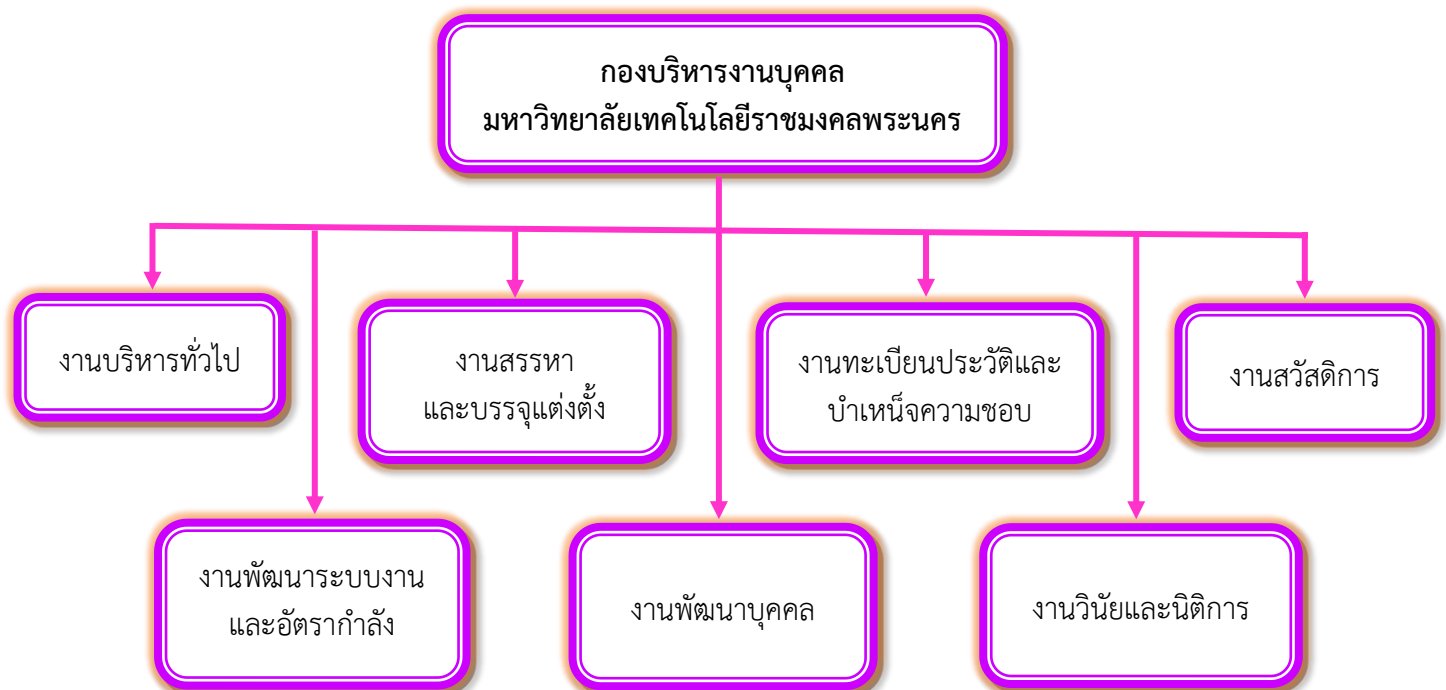 กองบริหารงานบุคคล
มหาวิทยาลัยเทคโนโลยีราชมงคลพระนคร
งานบริหารทั่วไป
งานสรรหา
และบรรจุแต่งตั้ง
งานทะเบียนประวัติและ
บำเหน็จความชอบ
งานสวัสดิการ
งานพัฒนาระบบงาน
และอัตรากำลัง
งานพัฒนาบุคคล
งานวินัยและนิติการ